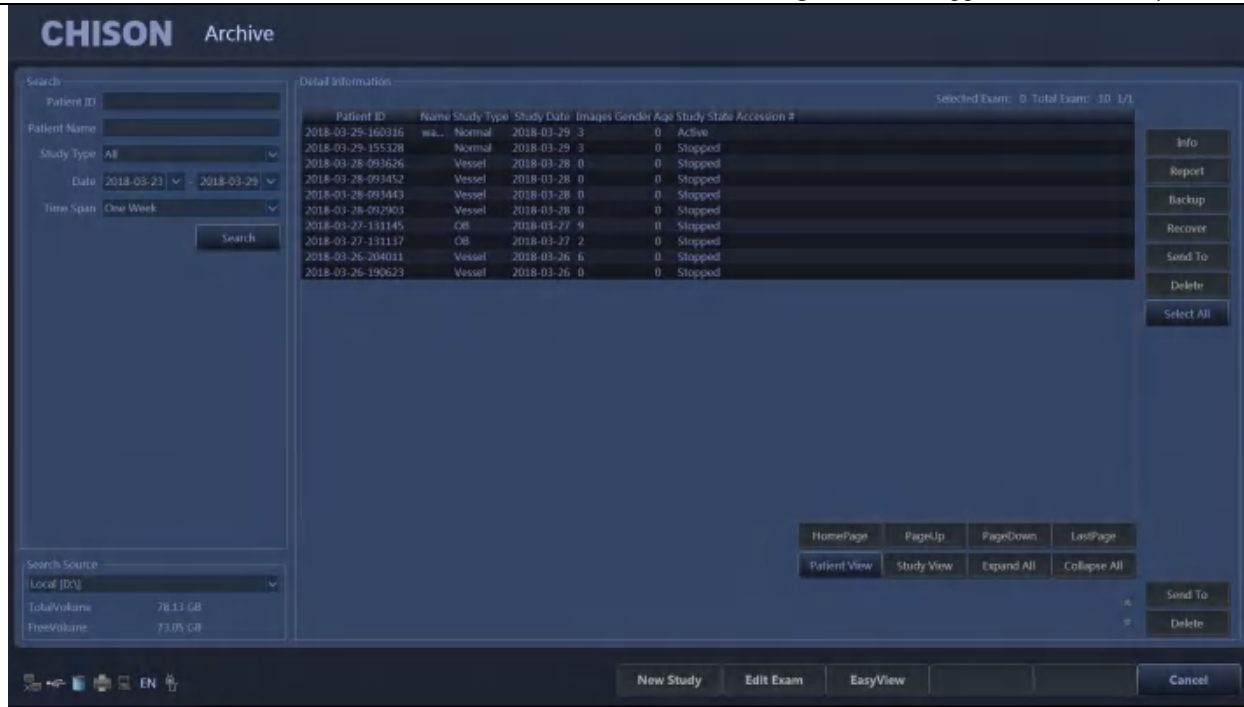 CHISON Archive
Search
Patient ID
Patient Name
Study Type All
Date 2018-03-23 - 2018-03-29
Time Span One Week
Search
Detail Information
Selected Exam: 0 Total Exam: 10 1/1
Patient ID Name Study Type Study Date Images Gender Age Study State Accession #
2018-03-29-160316 wa... Normal 2018-03-29 3 0 Active
2018-03-29-155328 Normal 2018-03-29 3 0 Stopped
2018-03-28-093626 Vessel 2018-03-28 0 0 Stopped
2018-03-28-093452 Vessel 2018-03-28 0 0 Stopped
2018-03-28-093443 Vessel 2018-03-28 0 0 Stopped
2018-03-28-092903 Vessel 2018-03-28 0 0 Stopped
2018-03-27-131145 OB 2018-03-27 9 0 Stopped
2018-03-27-131137 OB 2018-03-27 2 0 Stopped
2018-03-26-204011 Vessel 2018-03-26 6 0 Stopped
2018-03-26-190623 Vessel 2018-03-26 0 0 Stopped
Info
Report
Backup
Recover
Send To
Delete
Select All
HomePage PageUp PageDown LastPage
Patient View Study View Expand All Collapse All
Search Source
Local [D:\]
TotalVolume 78.13 GB
FreeVolume 73.05 GB
Send To
Delete
EN
New Study Edit Exam EasyView Cancel